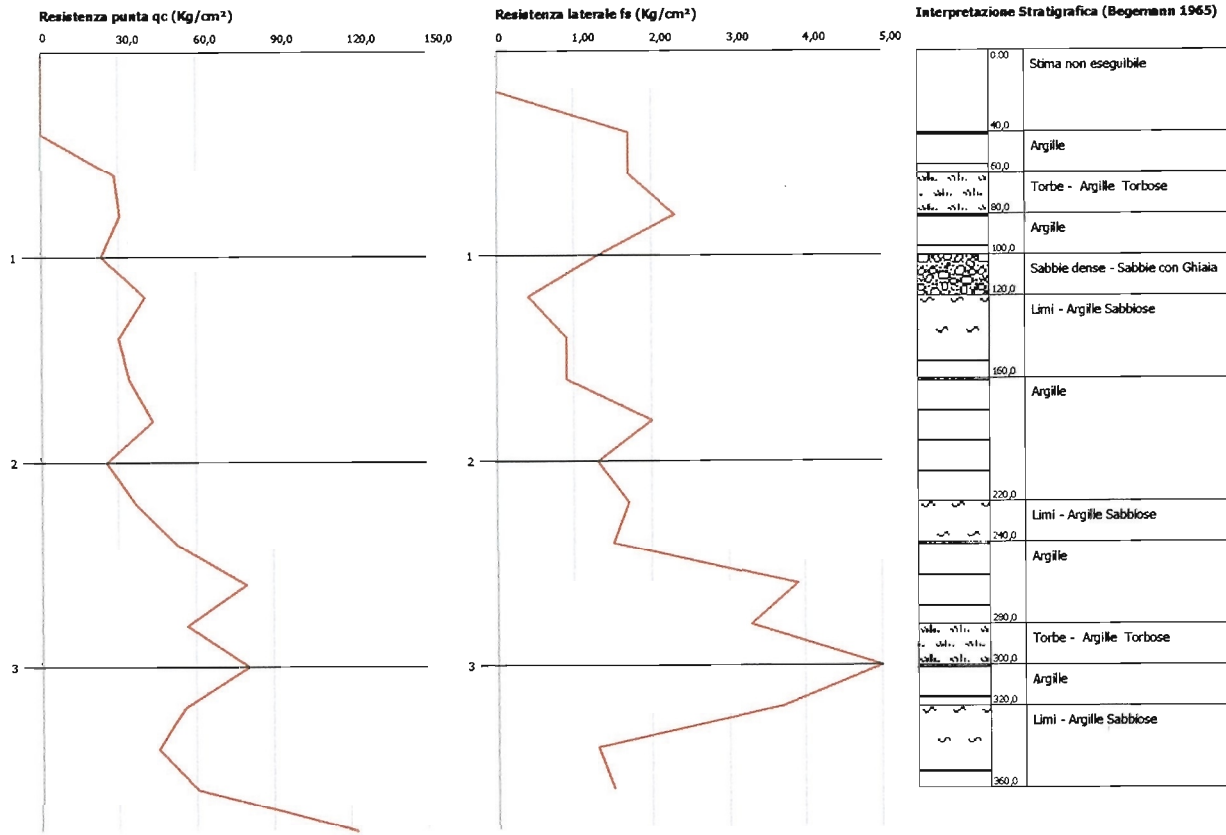 Resistenza punta qc (Kg/cm²)
0 30,0 60,0 90,0 120,0 150,0
1
2
3
Resistenza laterale fs (Kg/cm²)
0 1,00 2,00 3,00 4,00 5,00
1
2
3
Interpretazione Stratigrafica (Begemann 1965)
0.00
Stima non eseguibile
40,0
Argille
60,0
Torbe - Argille Torbose
80,0
Argille
100,0
Sabbie dense - Sabbie con Ghiaia
120,0
Limi - Argille Sabbiose
160,0
Argille
220,0
Limi - Argille Sabbiose
240,0
Argille
280,0
Torbe - Argille Torbose
300,0
Argille
320,0
Limi - Argille Sabbiose
360,0